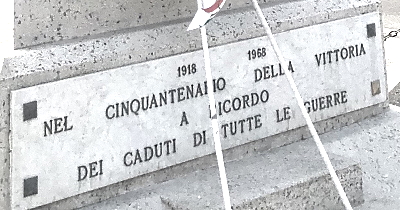 1918 1968
NEL CINQUANTENARIO DELLA VITTORIA
A RICORDO
DEI CADUTI DI TUTTE LE GUERRE